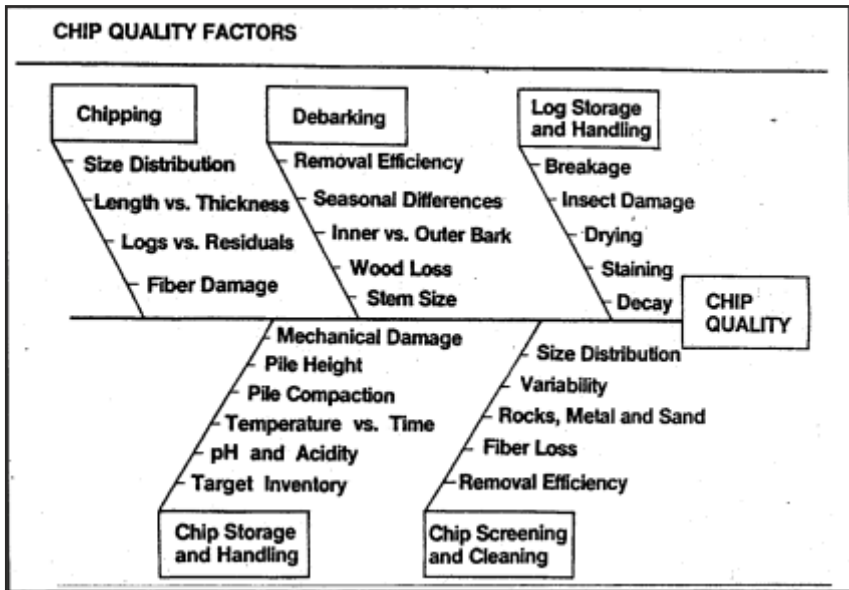 CHIP QUALITY FACTORS
Chipping
Size Distribution
Length vs. Thickness
Logs vs. Residuals
Fiber Damage
Debarking
Removal Efficiency
Seasonal Differences
Inner vs. Outer Bark
Wood Loss
Stem Size
Log Storage
and Handling
Breakage
Insect Damage
Drying
Staining
Decay
CHIP
QUALITY
Mechanical Damage
Pile Height
Pile Compaction
Temperature vs. Time
pH and Acidity
Target Inventory
Chip Storage
and Handling
Size Distribution
Variability
Rocks, Metal and Sand
Fiber Loss
Removal Efficiency
Chip Screening
and Cleaning